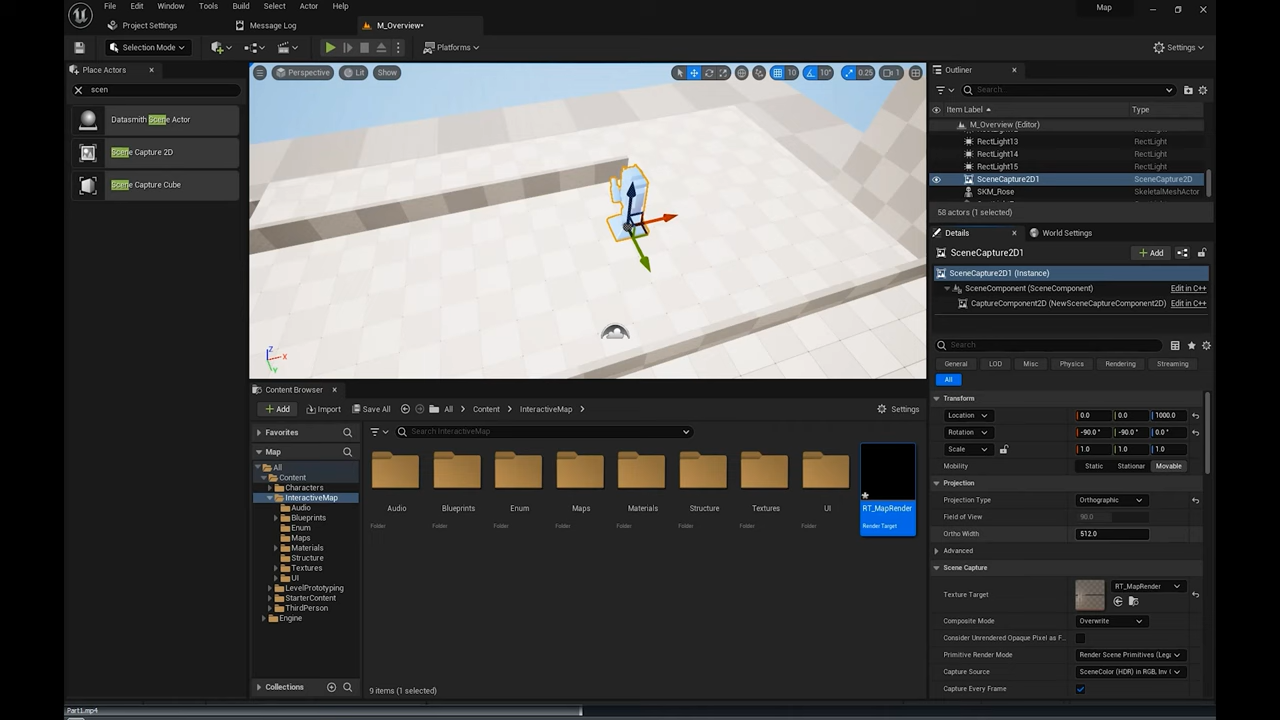 File Edit Window Tools Build Select Actor Help
Map
Project Settings
Message Log
M_Overview*
Selection Mode
Platforms
Settings
Place Actors
scen
Datasmith Scene Actor
Scene Capture 2D
Scene Capture Cube
Perspective
Lit
Show
10
10°
0.25
1
Z
X
Y
Outliner
Search...
Item Label
Type
M_Overview (Editor)
RectLight13 RectLight
RectLight14 RectLight
RectLight15 RectLight
SceneCapture2D1 SceneCapture2D
SKM_Rose SkeletalMeshActor
58 actors (1 selected)
Details
World Settings
SceneCapture2D1
Add
SceneCapture2D1 (Instance)
SceneComponent (SceneComponent) Edit in C++
CaptureComponent2D (NewSceneCaptureComponent2D) Edit in C++
Search
General LOD Misc Physics Rendering Streaming
All
Transform
Location 0.0 0.0 1000.0
Rotation -90.0° -90.0° 0.0°
Scale 1.0 1.0 1.0
Mobility Static Stationar Movable
Projection
Projection Type Orthographic
Field of View 90.0
Ortho Width 512.0
Advanced
Scene Capture
Texture Target RT_MapRender
Composite Mode Overwrite
Consider Unrendered Opaque Pixel as F
Primitive Render Mode Render Scene Primitives (Lega
Capture Source SceneColor (HDR) in RGB, Inv
Capture Every Frame
Content Browser
Add Import Save All All Content InteractiveMap Settings
Favorites
Map
All
Content
Characters
InteractiveMap
Audio
Blueprints
Enum
Maps
Materials
Structure
Textures
UI
LevelPrototyping
StarterContent
ThirdPerson
Engine
Collections
Search InteractiveMap
Audio Blueprints Enum Maps Materials Structure Textures UI RT_MapRender
Folder Folder Folder Folder Folder Folder Folder Folder Render Target
9 items (1 selected)
Part1.mp4